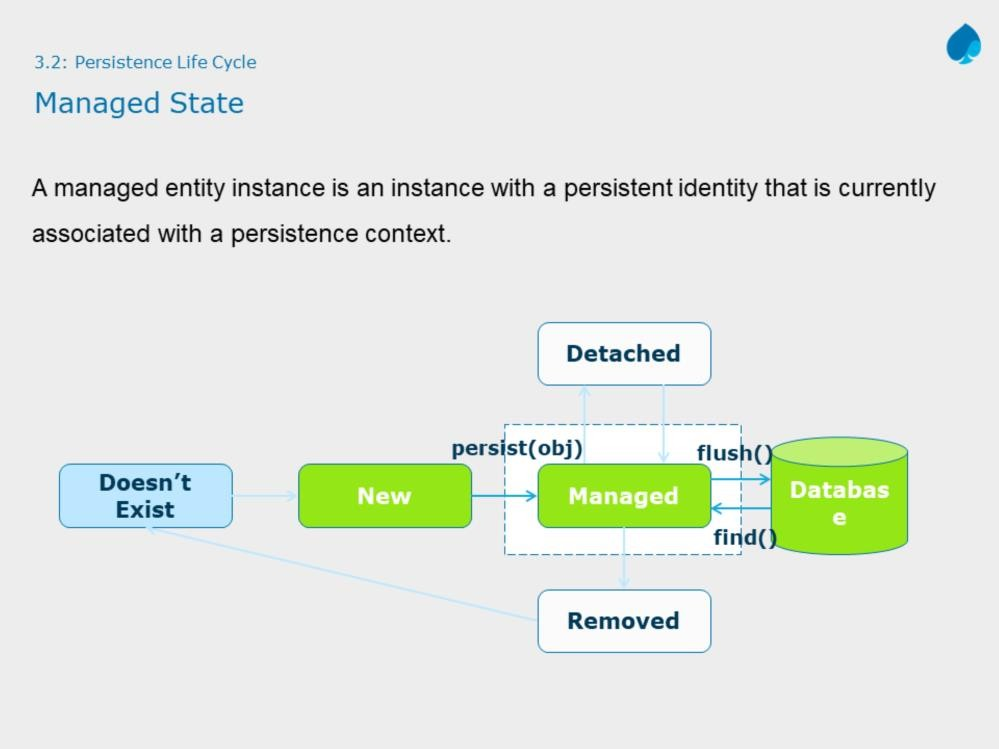 3.2: Persistence Life Cycle
Managed State
A managed entity instance is an instance with a persistent identity that is currently
associated with a persistence context.
Detached
persist(obj)
flush()
Doesn’t
Exist
New
Managed
Databas
e
find()
Removed